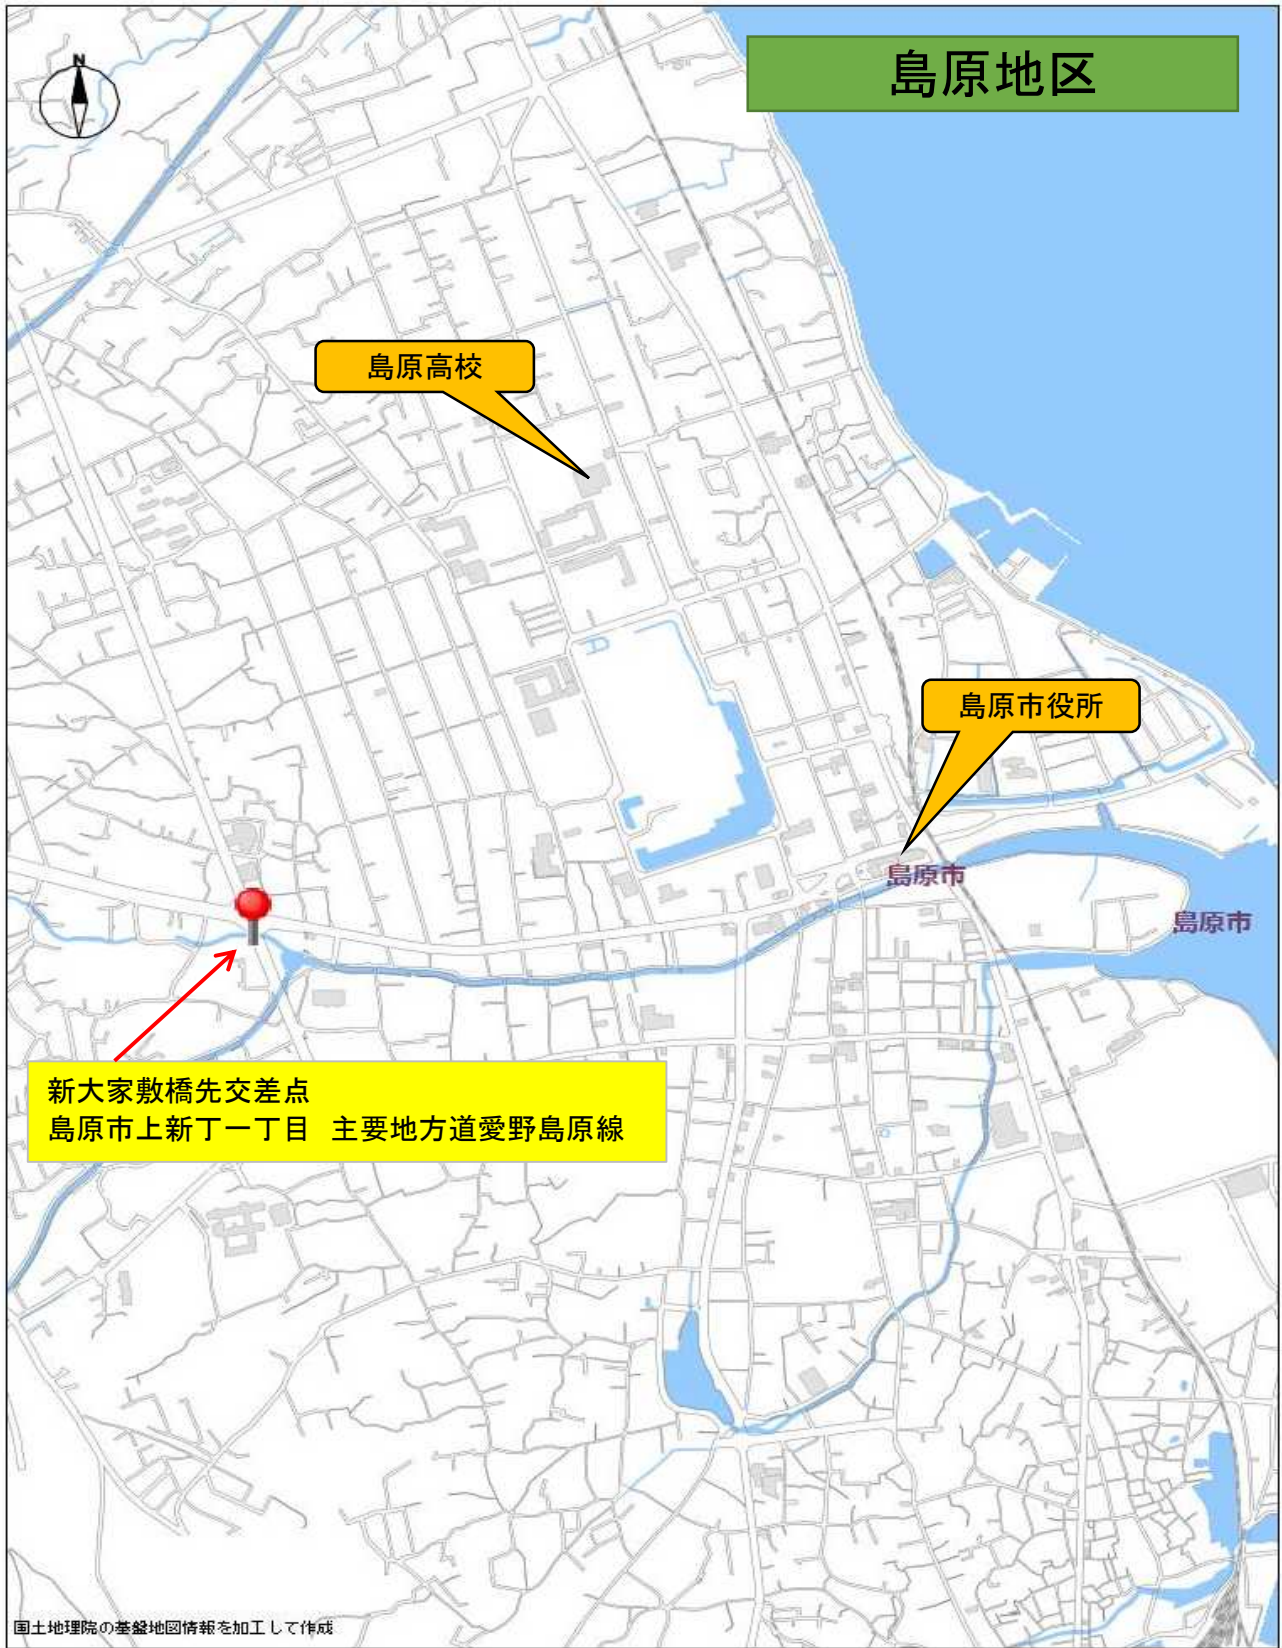 N
島原地区
島原高校
島原市役所
島原市
島原市
新大家敷橋先交差点
島原市上新丁一丁目　主要地方道愛野島原線
国土地理院の基盤地図情報を加工して作成